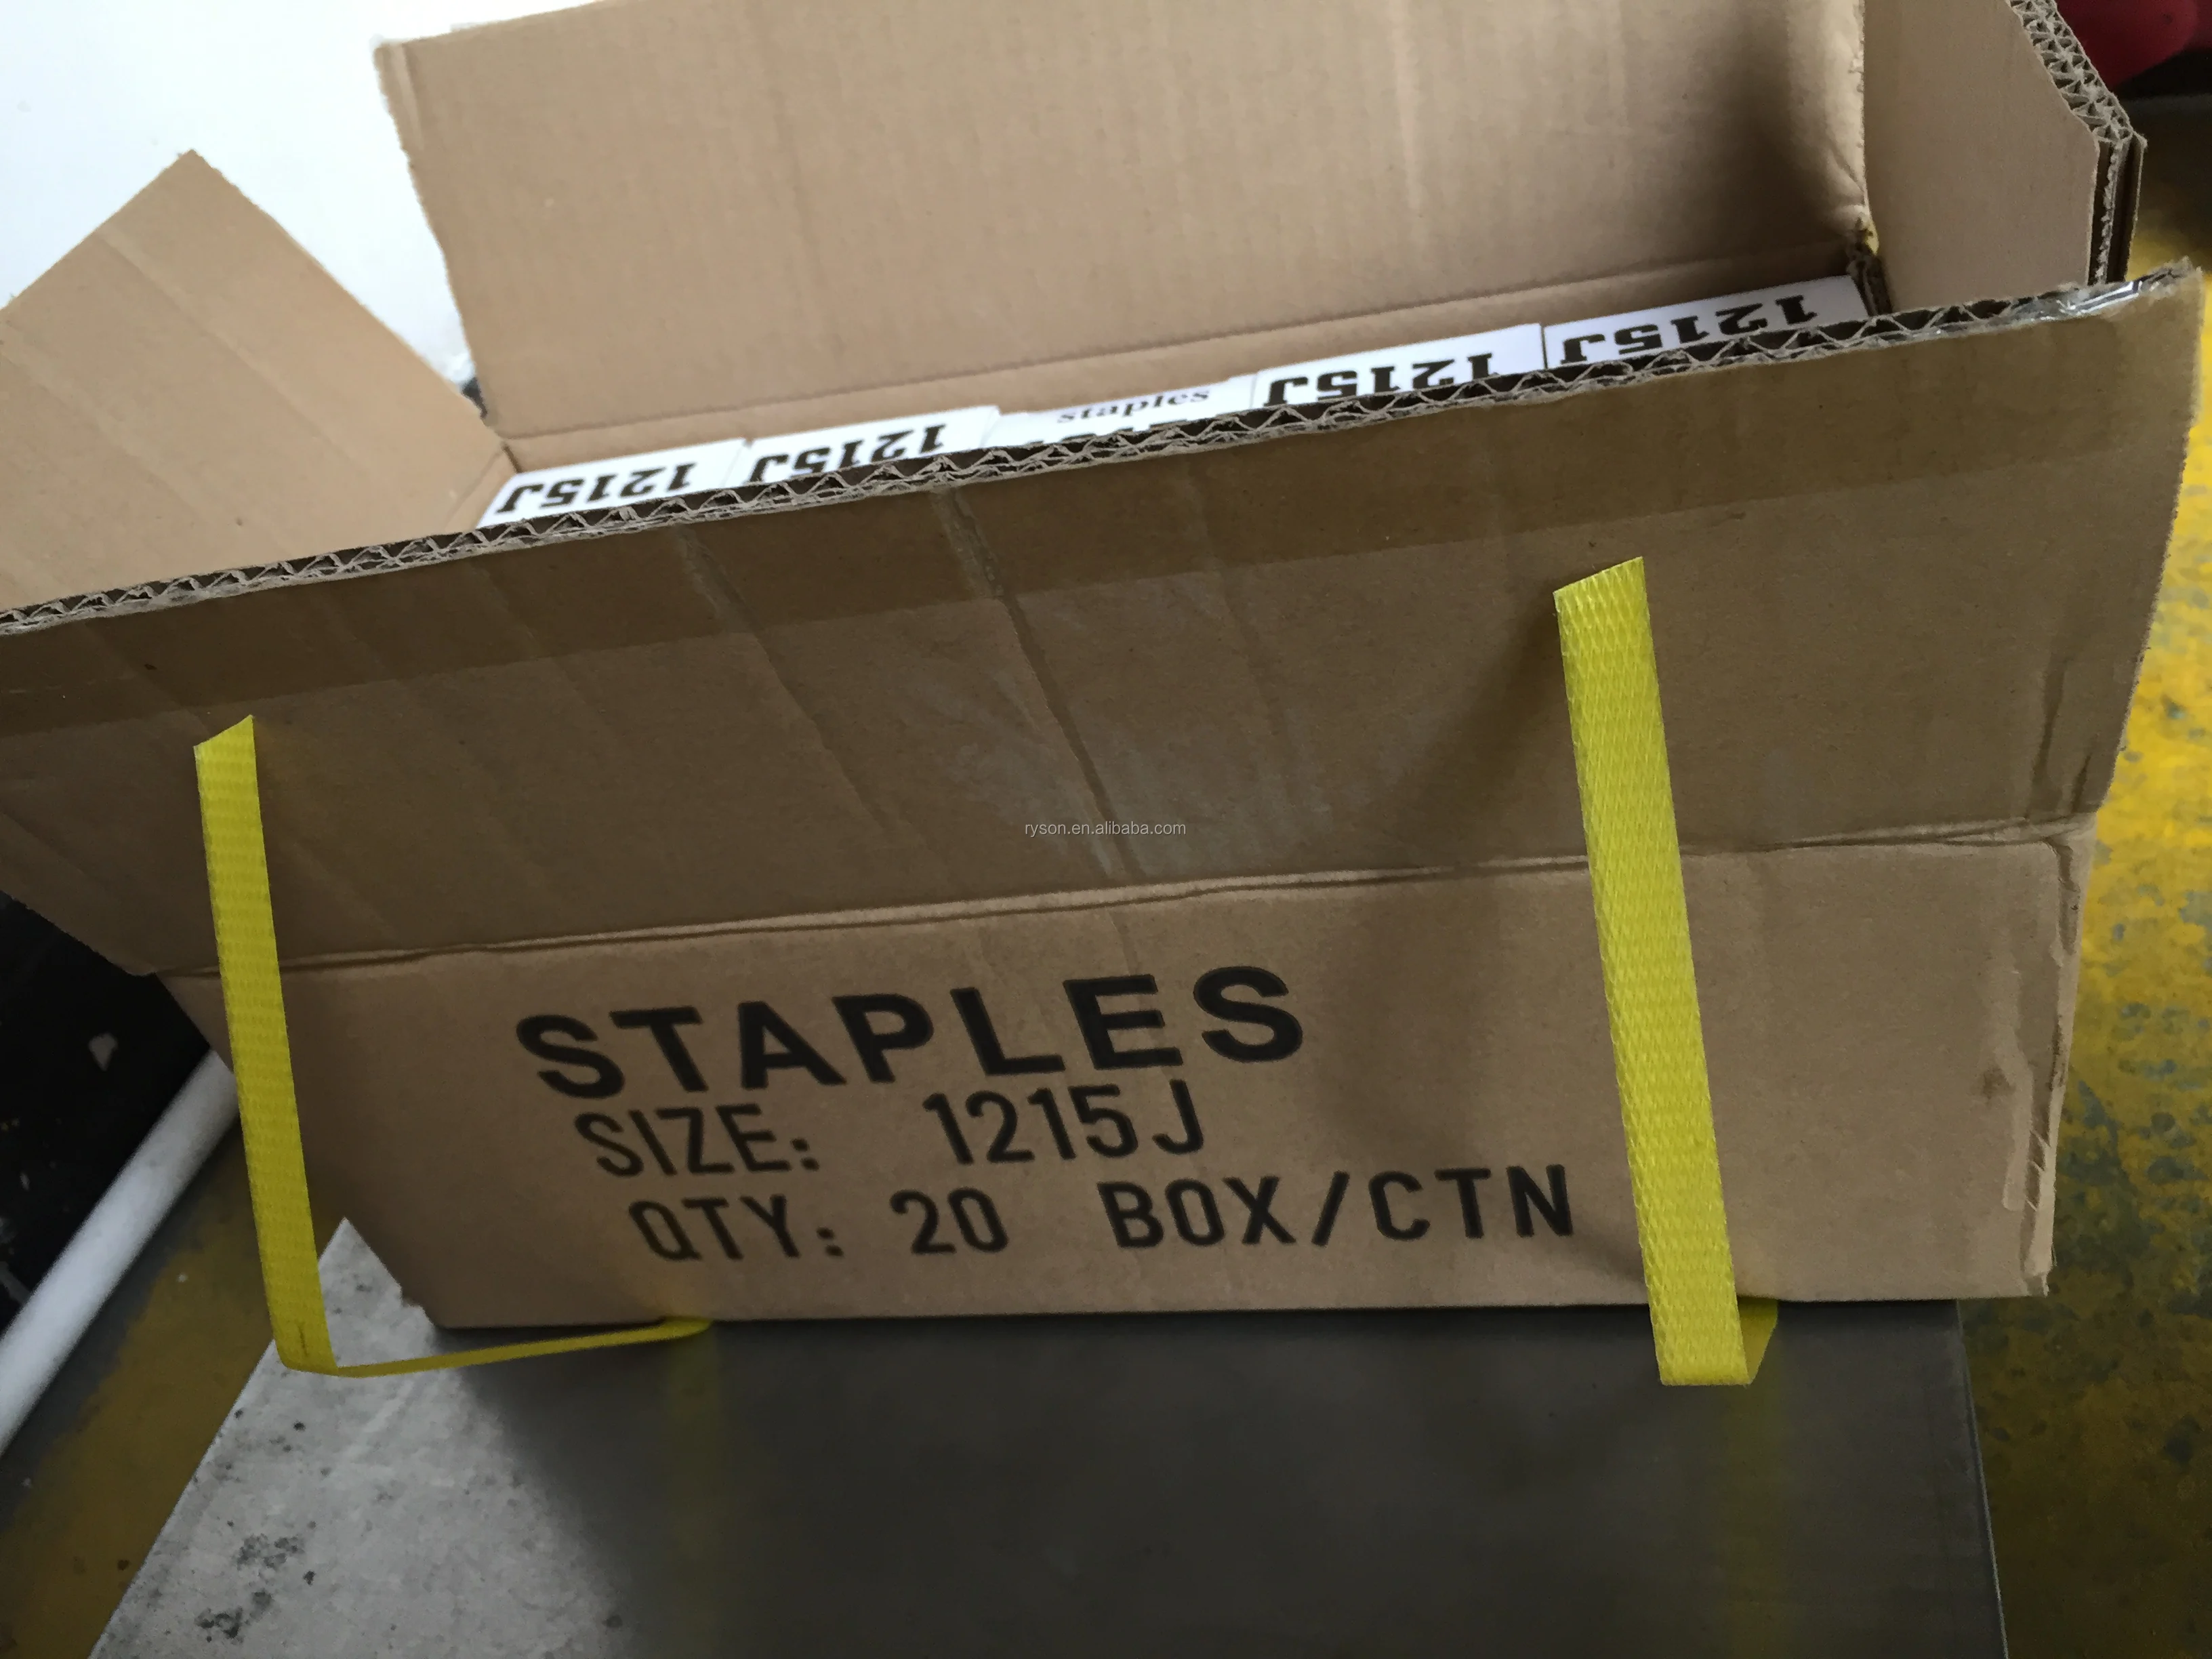 1215J
1215J
staples
1215J
1215J
ryson.en.alibaba.com
STAPLES
SIZE: 1215J
QTY: 20 BOX/CTN